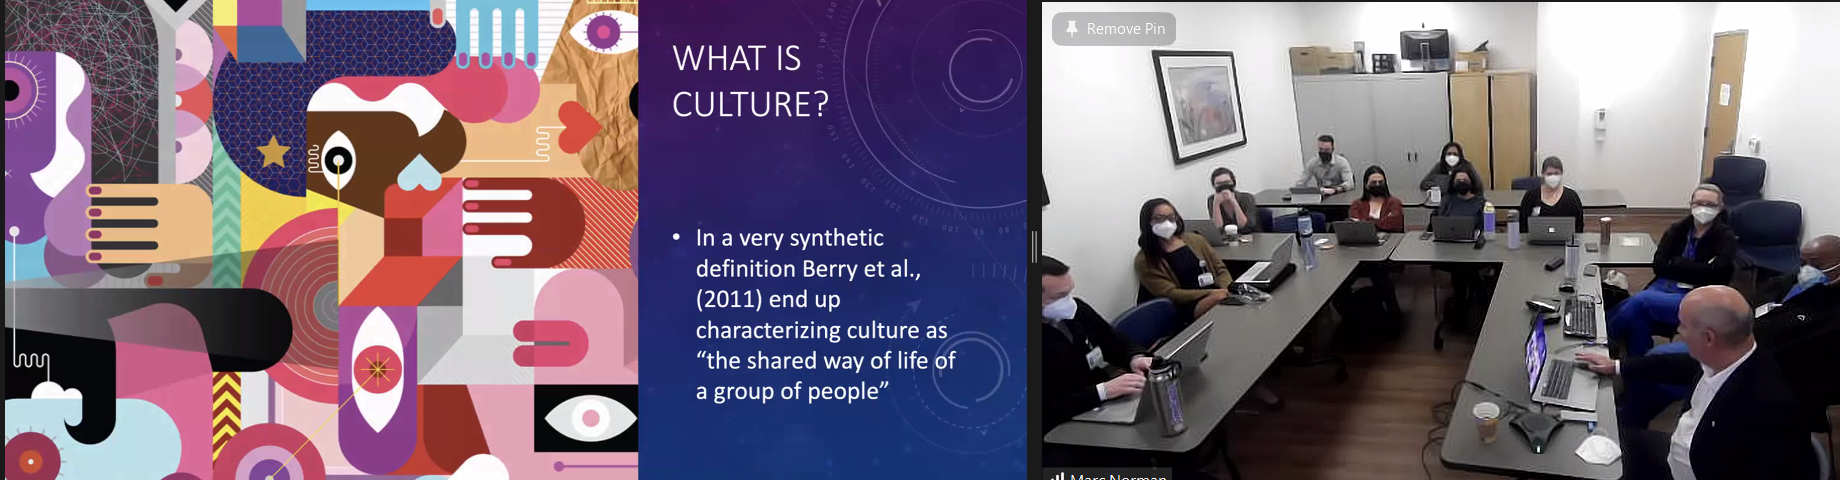 WHAT IS
CULTURE?
• In a very synthetic
definition Berry et al.,
(2011) end up
characterizing culture as
“the shared way of life of
a group of people”
Remove Pin
Marc Norman